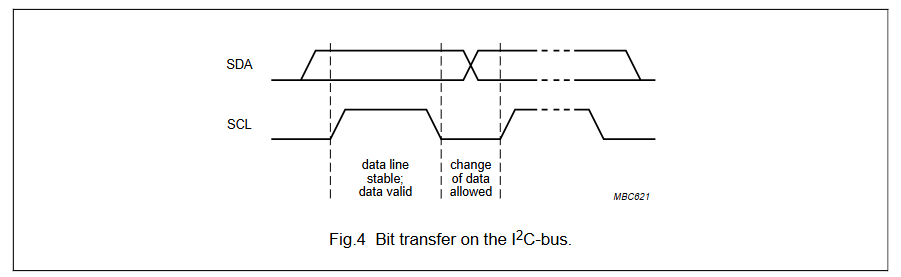 SDA
SCL
data line
stable;
data valid
change
of data
allowed
MBC621
Fig.4 Bit transfer on the I²C-bus.